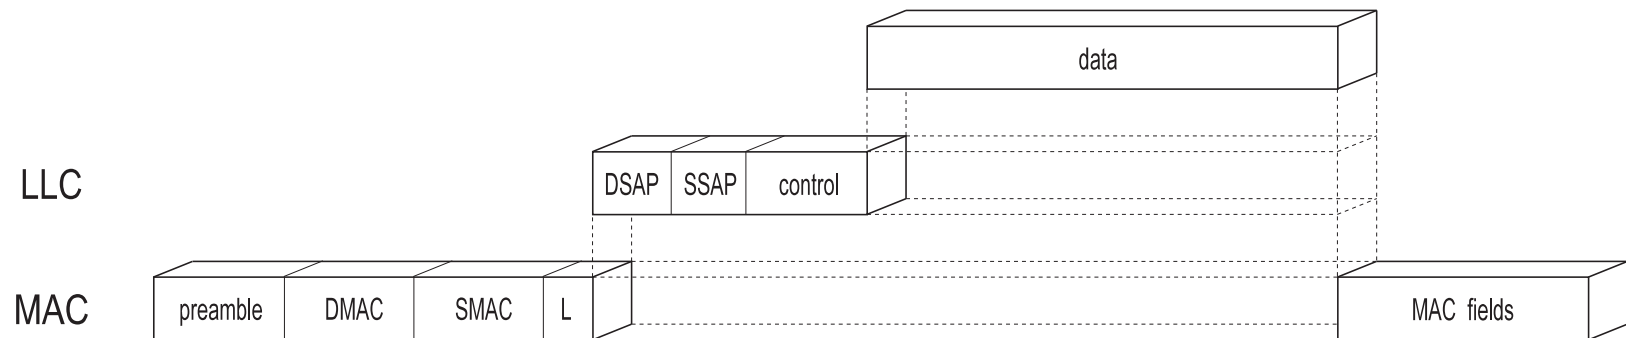 data
LLC DSAP SSAP control
MAC preamble DMAC SMAC L MAC fields